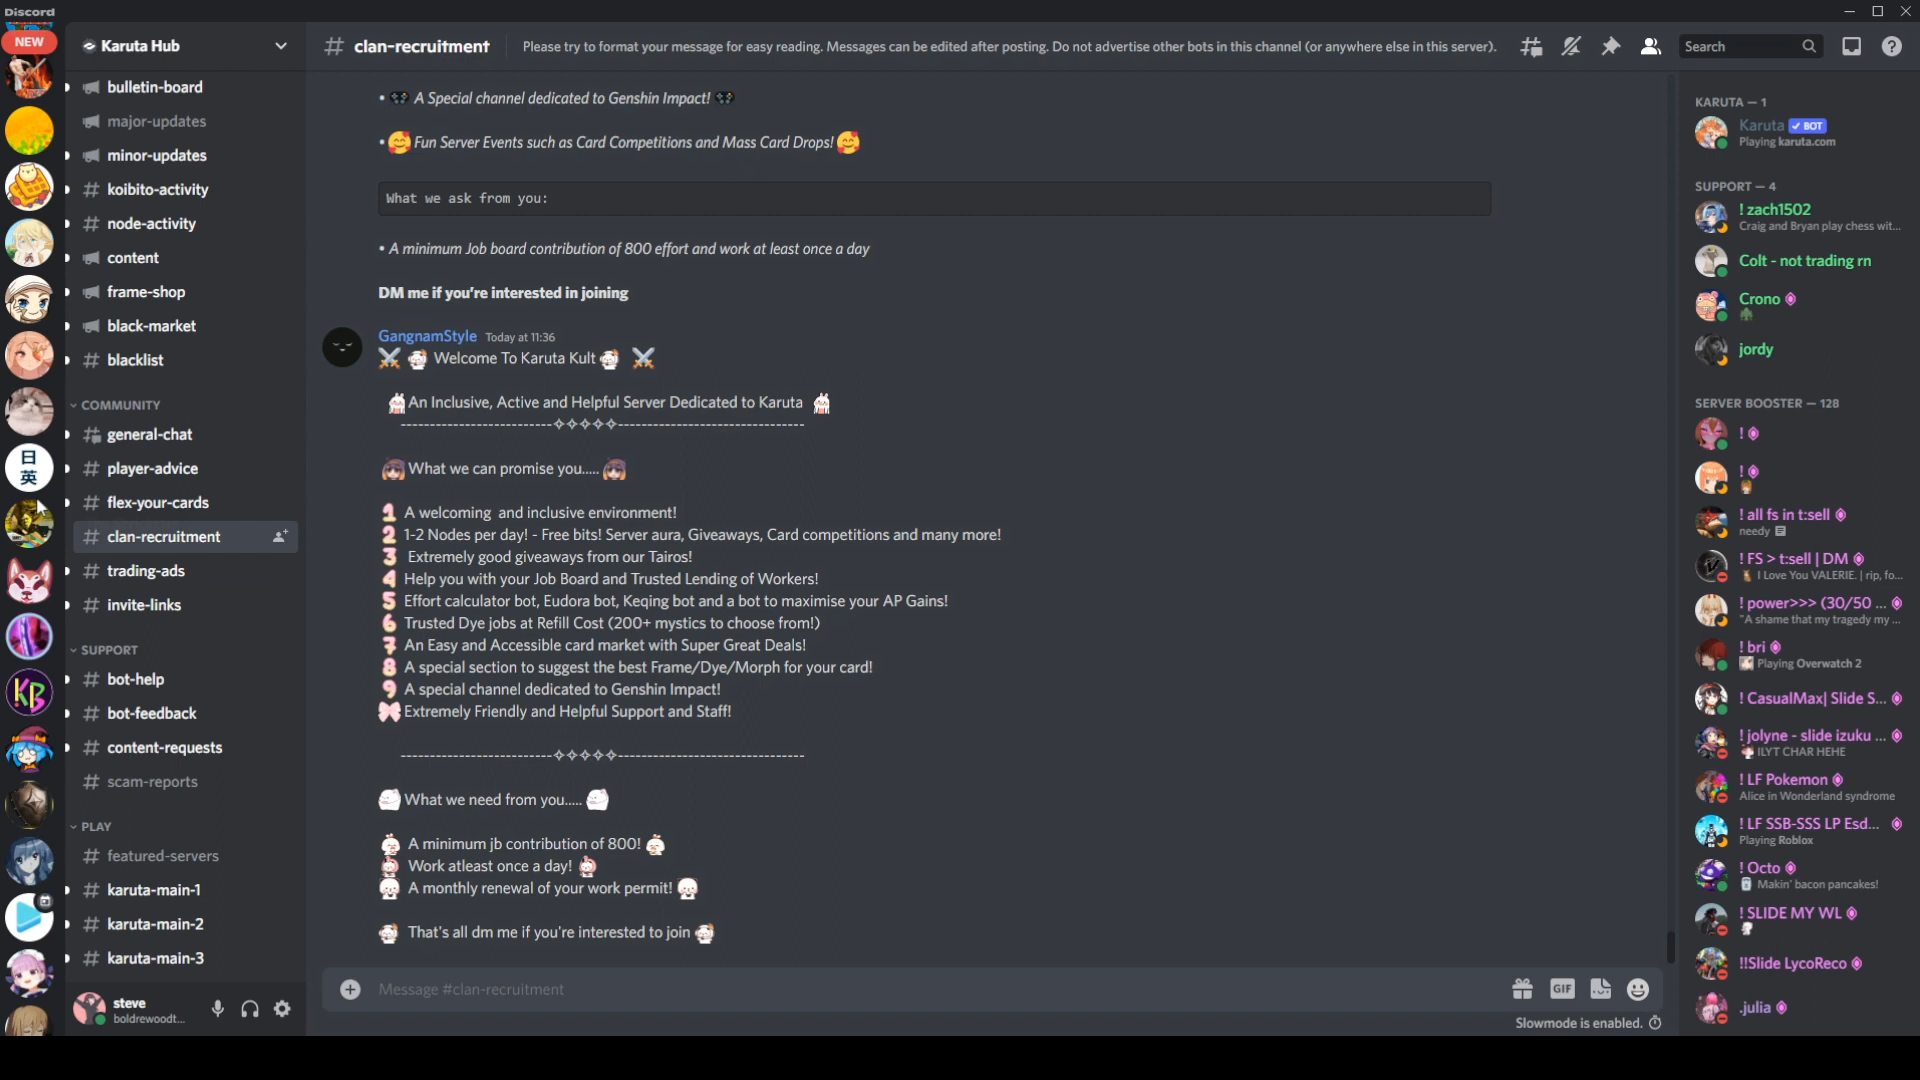 Discord
NEW
Karuta Hub
bulletin-board
major-updates
minor-updates
koibito-activity
node-activity
content
frame-shop
black-market
blacklist
COMMUNITY
general-chat
player-advice
flex-your-cards
clan-recruitment
trading-ads
invite-links
SUPPORT
bot-help
bot-feedback
content-requests
scam-reports
PLAY
featured-servers
karuta-main-1
karuta-main-2
karuta-main-3
日
英
KB
steve
boldrewoodt...
# clan-recruitment
Please try to format your message for easy reading. Messages can be edited after posting. Do not advertise other bots in this channel (or anywhere else in this server).
Search
• A Special channel dedicated to Genshin Impact!
• Fun Server Events such as Card Competitions and Mass Card Drops!
What we ask from you:
• A minimum Job board contribution of 800 effort and work at least once a day
DM me if you're interested in joining
GangnamStyle Today at 11:36
Welcome To Karuta Kult
An Inclusive, Active and Helpful Server Dedicated to Karuta
--------------------------✧✧✧✧✧--------------------------------
What we can promise you.....
1 A welcoming and inclusive environment!
2 1-2 Nodes per day! - Free bits! Server aura, Giveaways, Card competitions and many more!
3 Extremely good giveaways from our Tairos!
4 Help you with your Job Board and Trusted Lending of Workers!
5 Effort calculator bot, Eudora bot, Keqing bot and a bot to maximise your AP Gains!
6 Trusted Dye jobs at Refill Cost (200+ mystics to choose from!)
7 An Easy and Accessible card market with Super Great Deals!
8 A special section to suggest the best Frame/Dye/Morph for your card!
9 A special channel dedicated to Genshin Impact!
Extremely Friendly and Helpful Support and Staff!
--------------------------✧✧✧✧✧--------------------------------
What we need from you.....
A minimum jb contribution of 800!
Work atleast once a day!
A monthly renewal of your work permit!
That's all dm me if you're interested to join
Message #clan-recruitment
GIF
Slowmode is enabled.
KARUTA — 1
Karuta ✓ BOT
Playing karuta.com
SUPPORT — 4
! zach1502
Craig and Bryan play chess wit...
Colt - not trading rn
Crono
jordy
SERVER BOOSTER — 128
!
!
! all fs in t:sell
needy
! FS > t:sell | DM
I Love You VALERIE. | rip, fo...
! power>>> (30/50 ...
"A shame that my tragedy my ...
! bri
Playing Overwatch 2
! CasualMax| Slide S...
! jolyne - slide izuku ...
ILYT CHAR HEHE
! LF Pokemon
Alice in Wonderland syndrome
! LF SSB-SSS LP Esd...
Playing Roblox
! Octo
Makin' bacon pancakes!
! SLIDE MY WL
!!Slide LycoReco
.julia